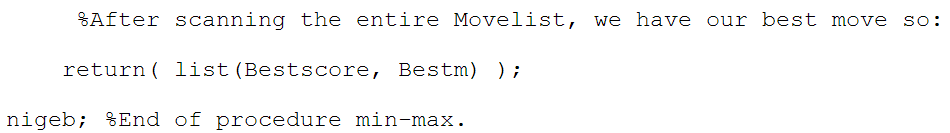 %After scanning the entire Movelist, we have our best move so:
return( list(Bestscore, Bestm) );
nigeb; %End of procedure min-max.